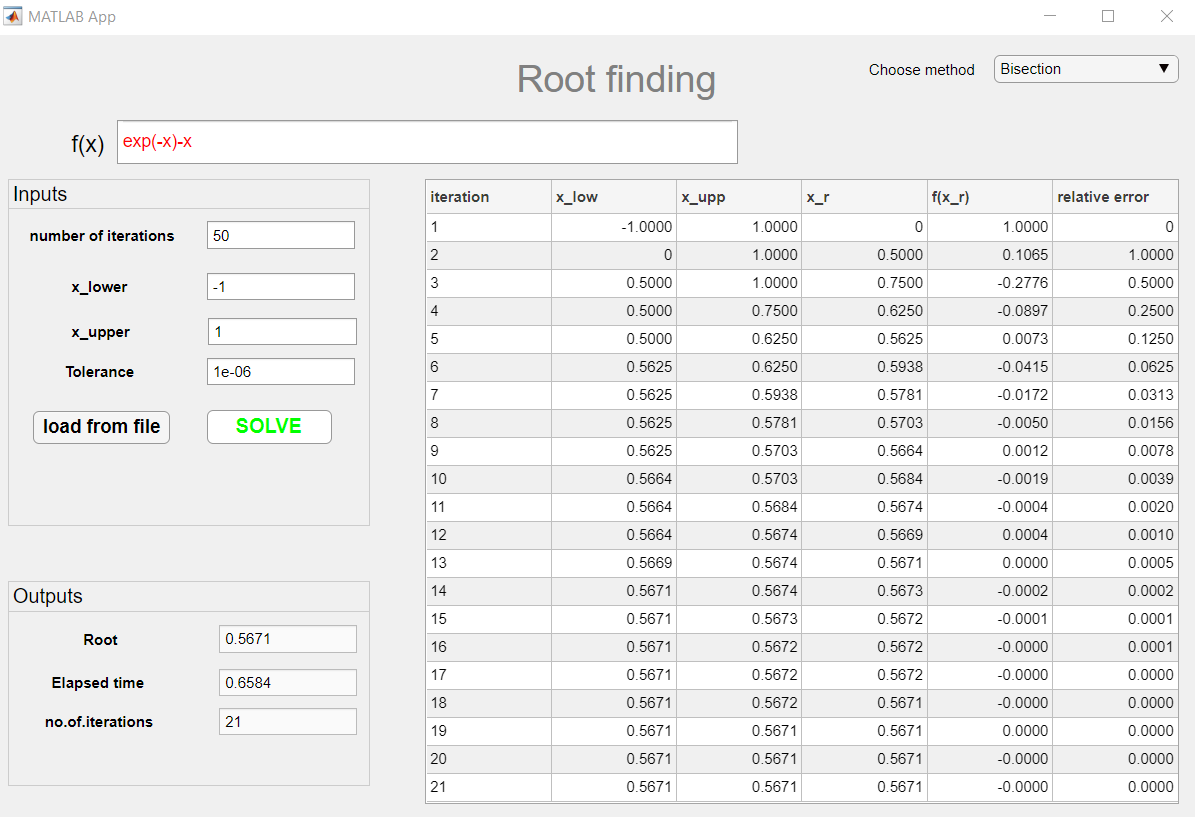 MATLAB App
Root finding
Choose method Bisection
f(x) exp(-x)-x
Inputs
number of iterations 50
x_lower -1
x_upper 1
Tolerance 1e-06
load from file SOLVE
Outputs
Root 0.5671
Elapsed time 0.6584
no.of.iterations 21
iteration x_low x_upp x_r f(x_r) relative error
1 -1.0000 1.0000 0 1.0000 0
2 0 1.0000 0.5000 0.1065 1.0000
3 0.5000 1.0000 0.7500 -0.2776 0.5000
4 0.5000 0.7500 0.6250 -0.0897 0.2500
5 0.5000 0.6250 0.5625 0.0073 0.1250
6 0.5625 0.6250 0.5938 -0.0415 0.0625
7 0.5625 0.5938 0.5781 -0.0172 0.0313
8 0.5625 0.5781 0.5703 -0.0050 0.0156
9 0.5625 0.5703 0.5664 0.0012 0.0078
10 0.5664 0.5703 0.5684 -0.0019 0.0039
11 0.5664 0.5684 0.5674 -0.0004 0.0020
12 0.5664 0.5674 0.5669 0.0004 0.0010
13 0.5669 0.5674 0.5671 0.0000 0.0005
14 0.5671 0.5674 0.5673 -0.0002 0.0002
15 0.5671 0.5673 0.5672 -0.0001 0.0001
16 0.5671 0.5672 0.5672 -0.0000 0.0001
17 0.5671 0.5672 0.5672 -0.0000 0.0000
18 0.5671 0.5672 0.5671 -0.0000 0.0000
19 0.5671 0.5671 0.5671 0.0000 0.0000
20 0.5671 0.5671 0.5671 -0.0000 0.0000
21 0.5671 0.5671 0.5671 -0.0000 0.0000